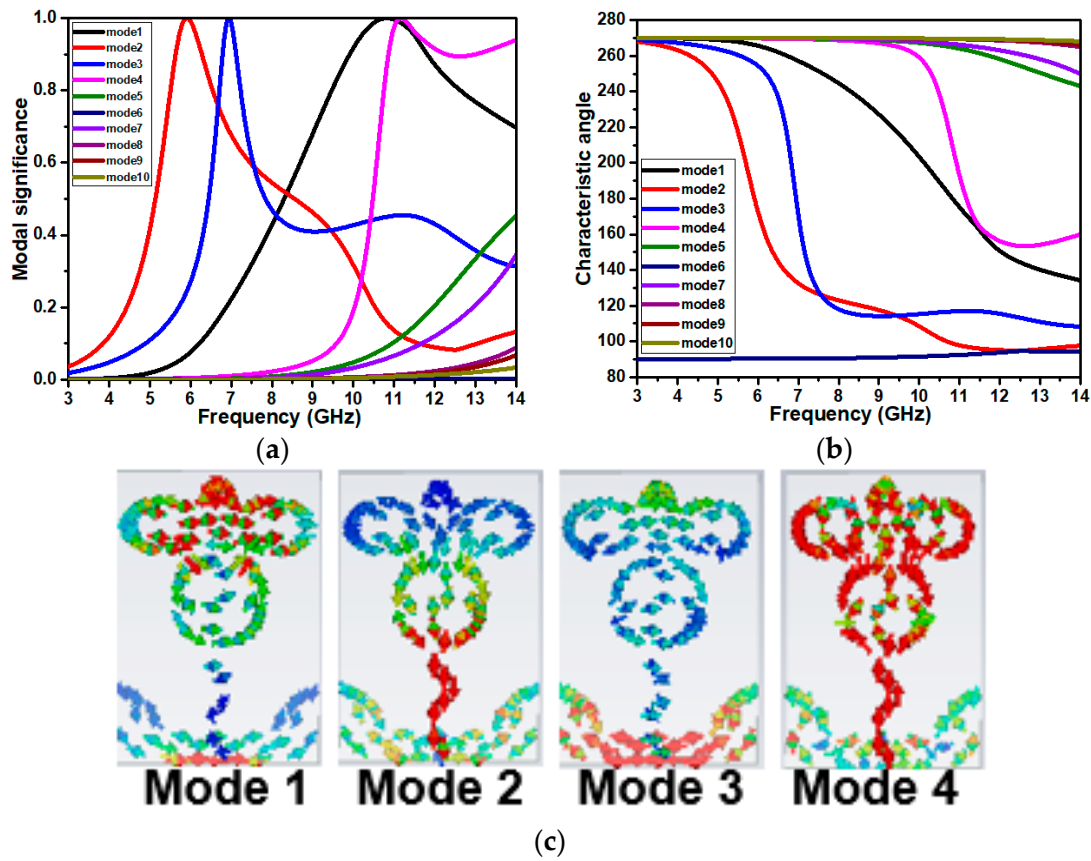 1.0
0.8
0.6
0.4
0.2
0.0
Modal significance
mode1
mode2
mode3
mode4
mode5
mode6
mode7
mode8
mode9
mode10
3 4 5 6 7 8 9 10 11 12 13 14
Frequency (GHz)
(a)
280
260
240
220
200
180
160
140
120
100
80
Characteristic angle
mode1
mode2
mode3
mode4
mode5
mode6
mode7
mode8
mode9
mode10
3 4 5 6 7 8 9 10 11 12 13 14
Frequency (GHz)
(b)
Mode 1 Mode 2 Mode 3 Mode 4
(c)